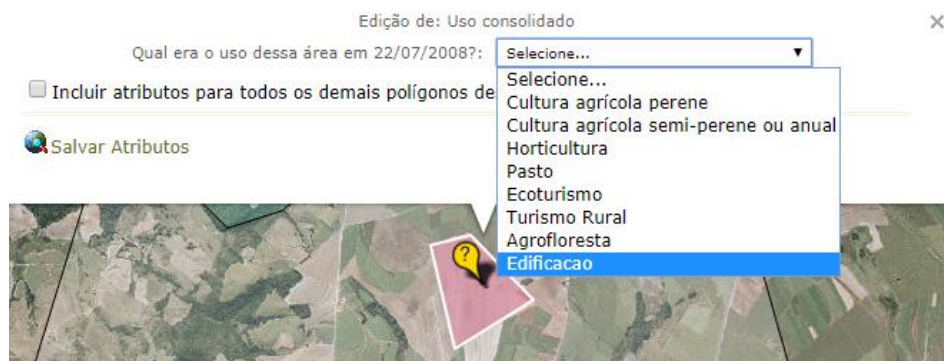 Edição de: Uso consolidado
×
Qual era o uso dessa área em 22/07/2008?: Selecione... ▼
Selecione...
Incluir atributos para todos os demais polígonos de
Cultura agrícola perene
Cultura agrícola semi-perene ou anual
Salvar Atributos
Horticultura
Pasto
Ecoturismo
Turismo Rural
Agrofloresta
Edificacao
?